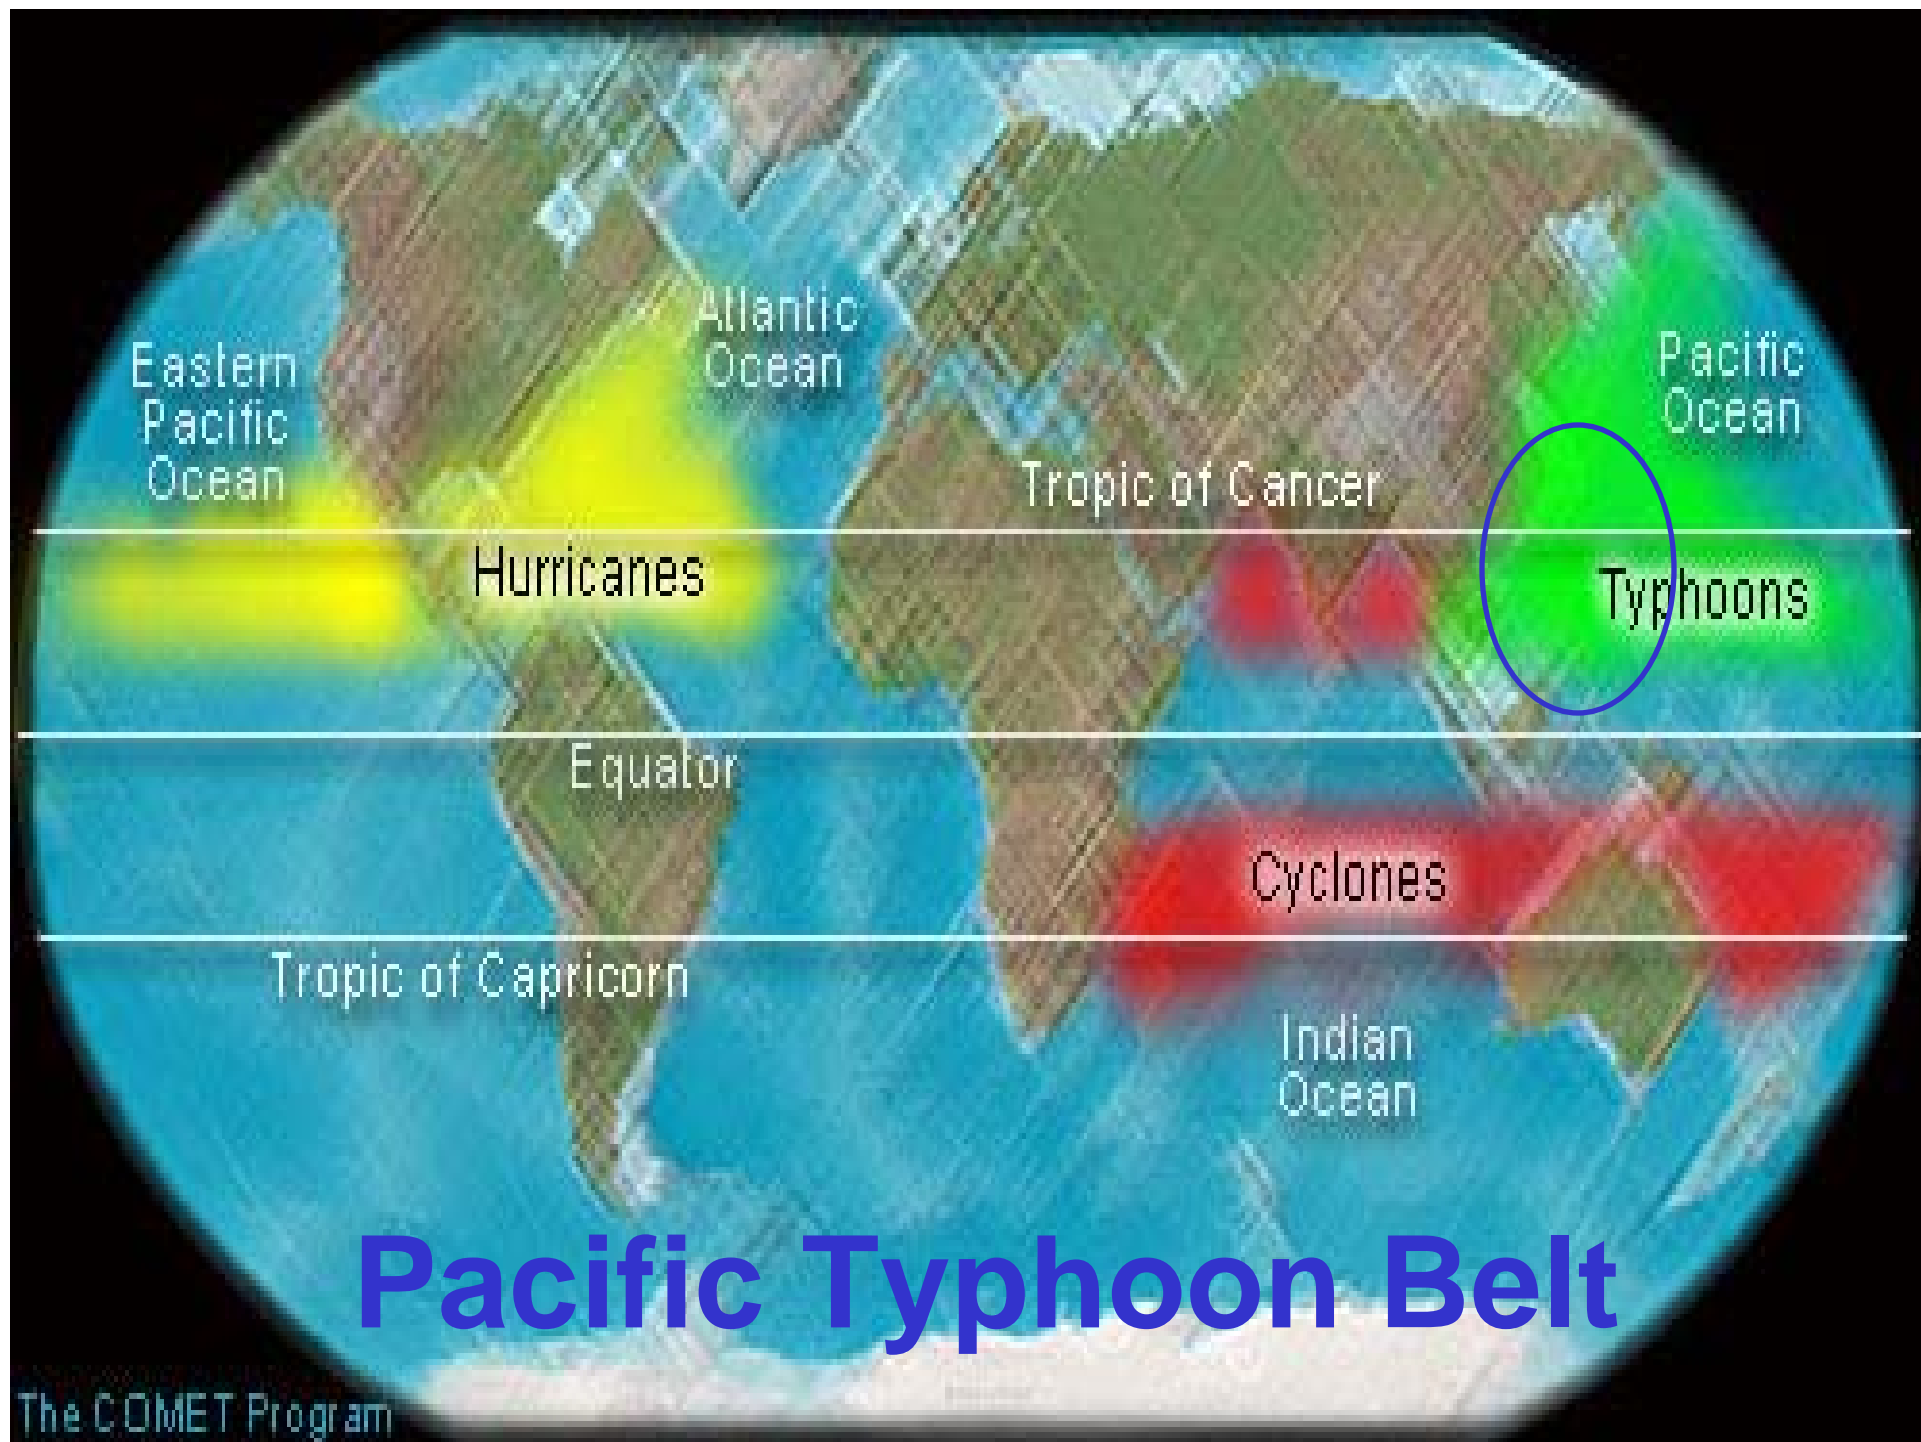 Atlantic
Ocean
Eastern
Pacific
Ocean
Pacific
Ocean
Tropic of Cancer
Hurricanes
Typhoons
Equator
Cyclones
Tropic of Capricorn
Indian
Ocean
Pacific Typhoon Belt
The COMET Program